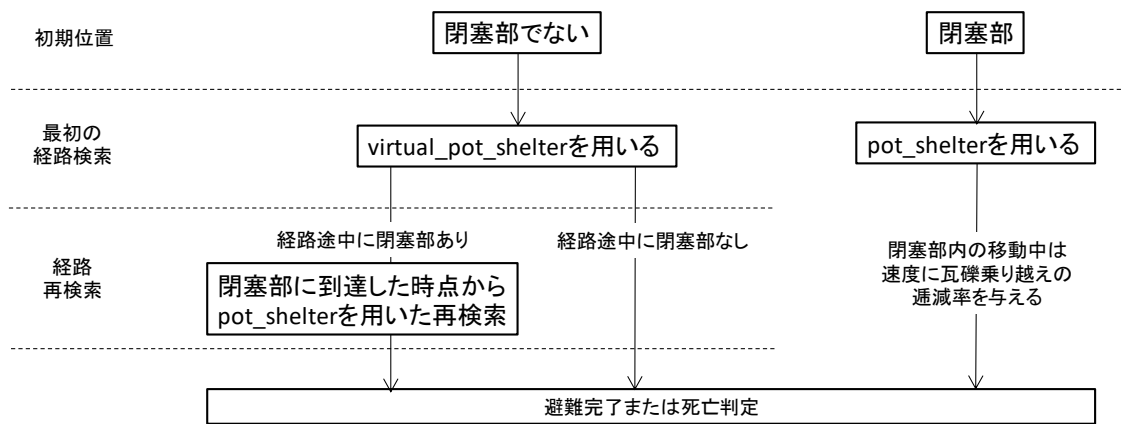 初期位置
閉塞部でない
閉塞部
最初の
経路検索
virtual_pot_shelterを用いる
pot_shelterを用いる
経路
再検索
経路途中に閉塞部あり
経路途中に閉塞部なし
閉塞部に到達した時点から
pot_shelterを用いた再検索
閉塞部内の移動中は
速度に瓦礫乗り越えの
逓減率を与える
避難完了または死亡判定